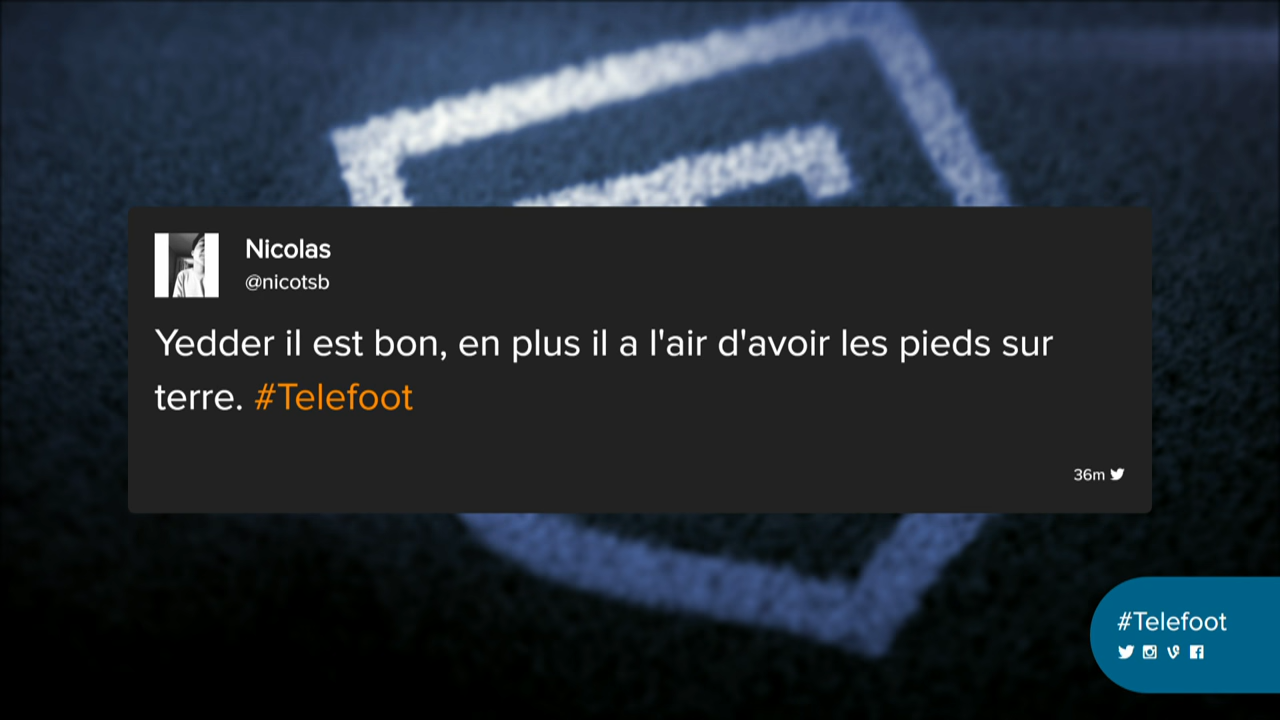 Nicolas
@nicotsb
Yedder il est bon, en plus il a l'air d'avoir les pieds sur
terre. #Telefoot
36m
#Telefoot